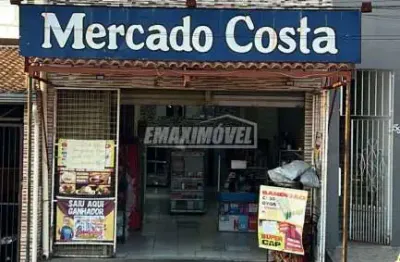 Mercado Costa
EMAXIMÓVEL
SAIU AQUI
GANHADOR
SUPER
CAP